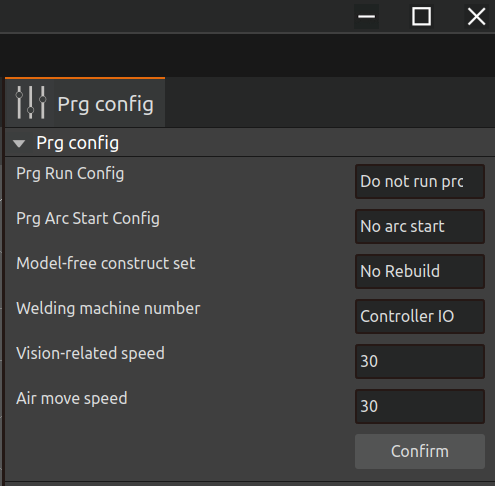 Prg config
Prg config
Prg Run Config
Do not run prc
Prg Arc Start Config
No arc start
Model-free construct set
No Rebuild
Welding machine number
Controller IO
Vision-related speed
30
Air move speed
30
Confirm